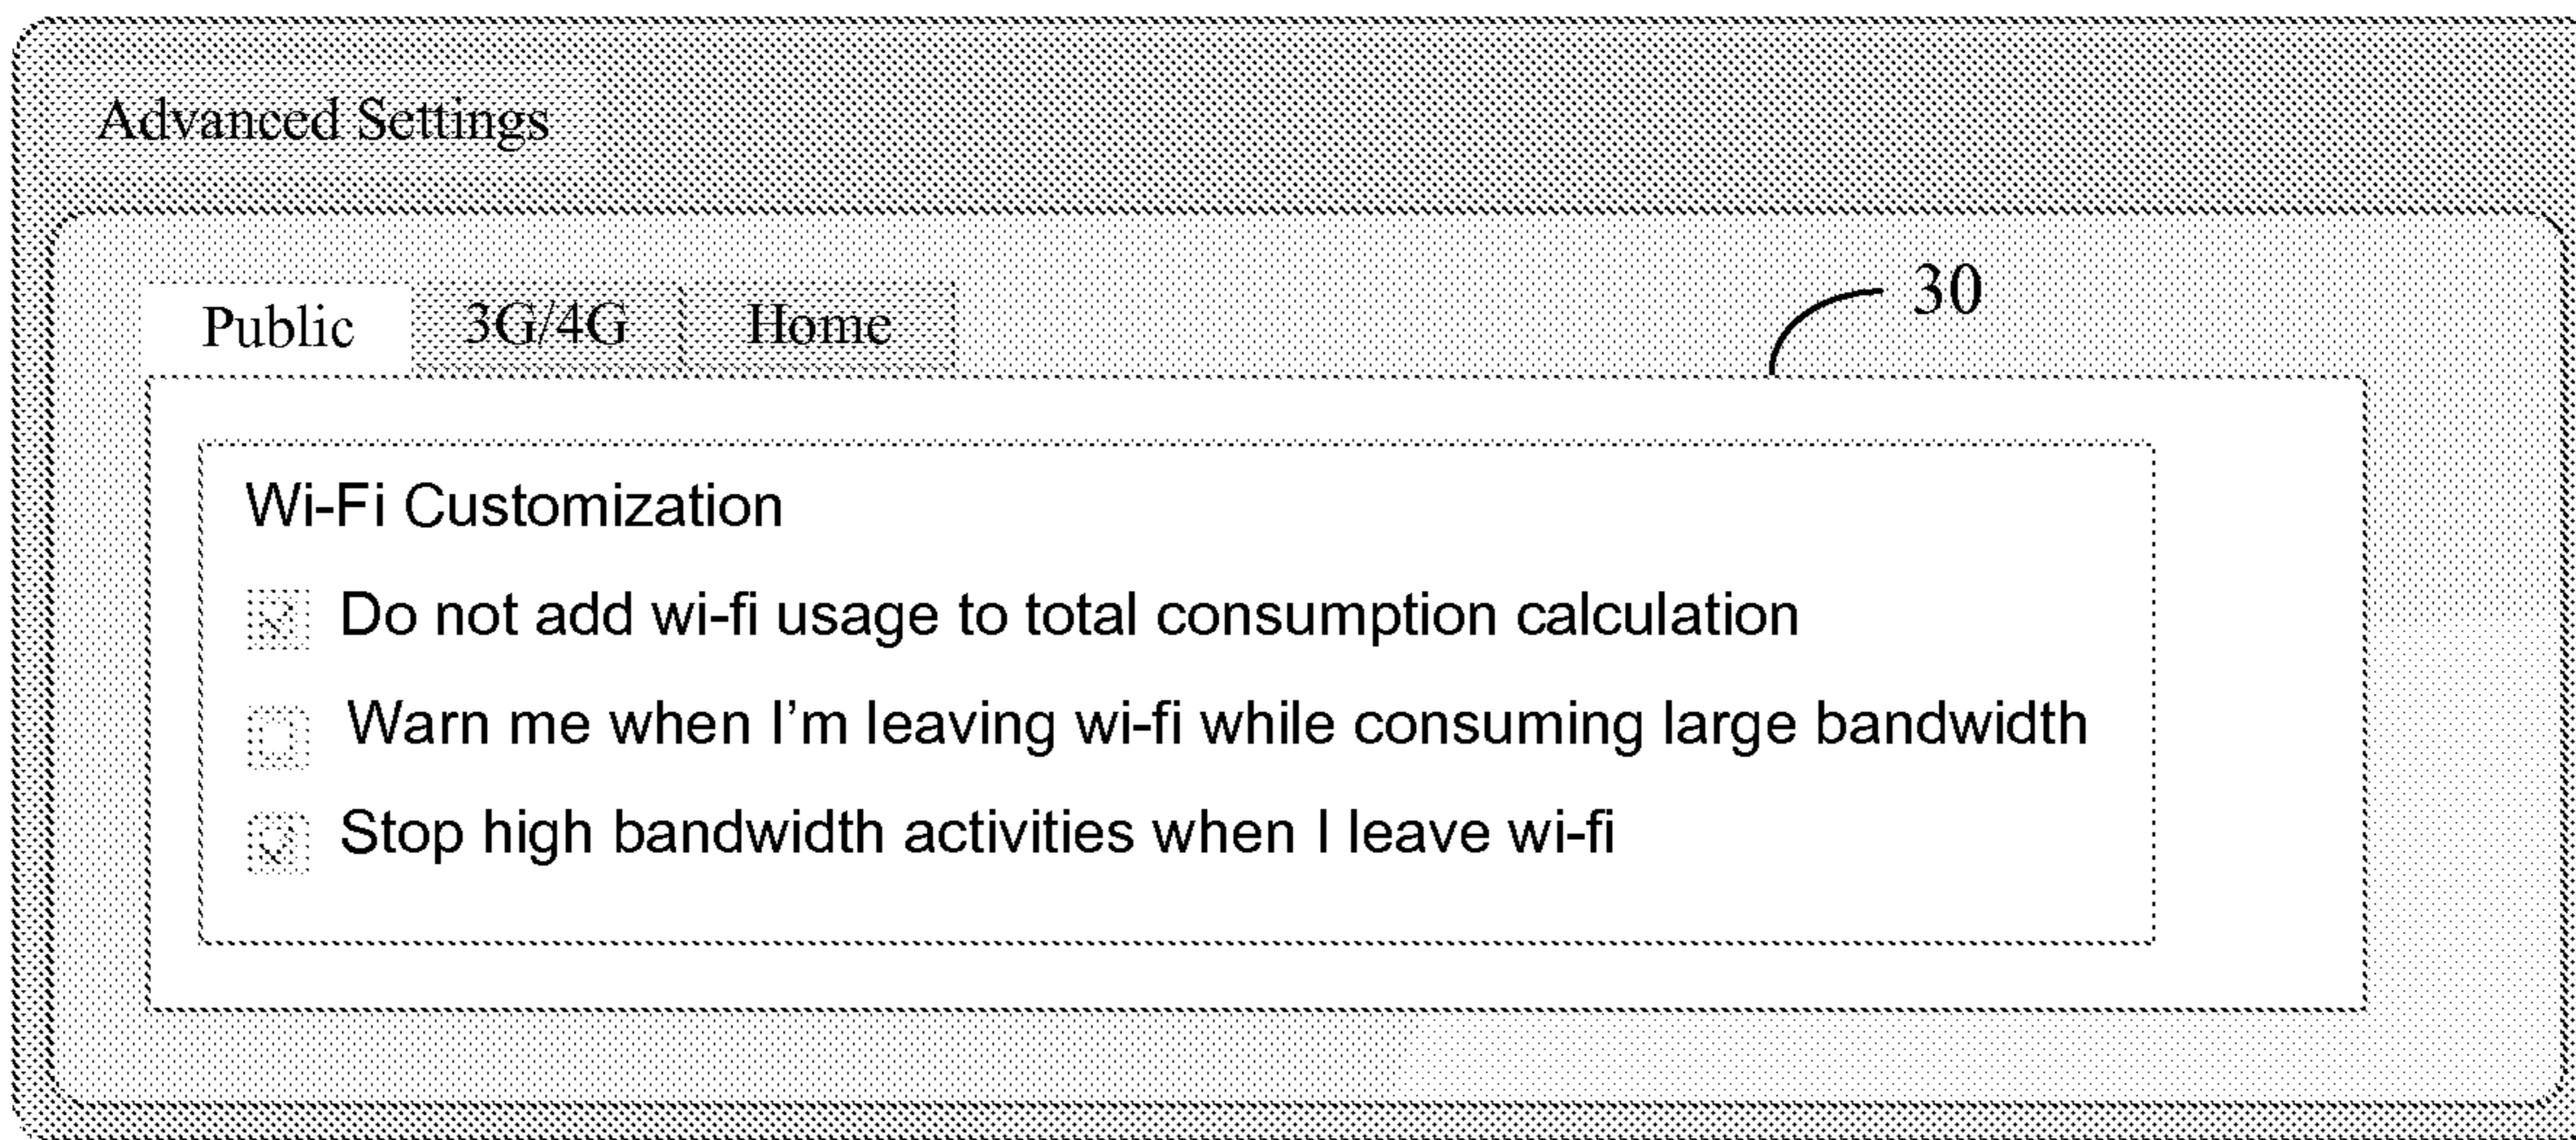 Advanced Settings
30
Public 3G/4G Home
Wi-Fi Customization
Do not add wi-fi usage to total consumption calculation
Warn me when I’m leaving wi-fi while consuming large bandwidth
Stop high bandwidth activities when I leave wi-fi